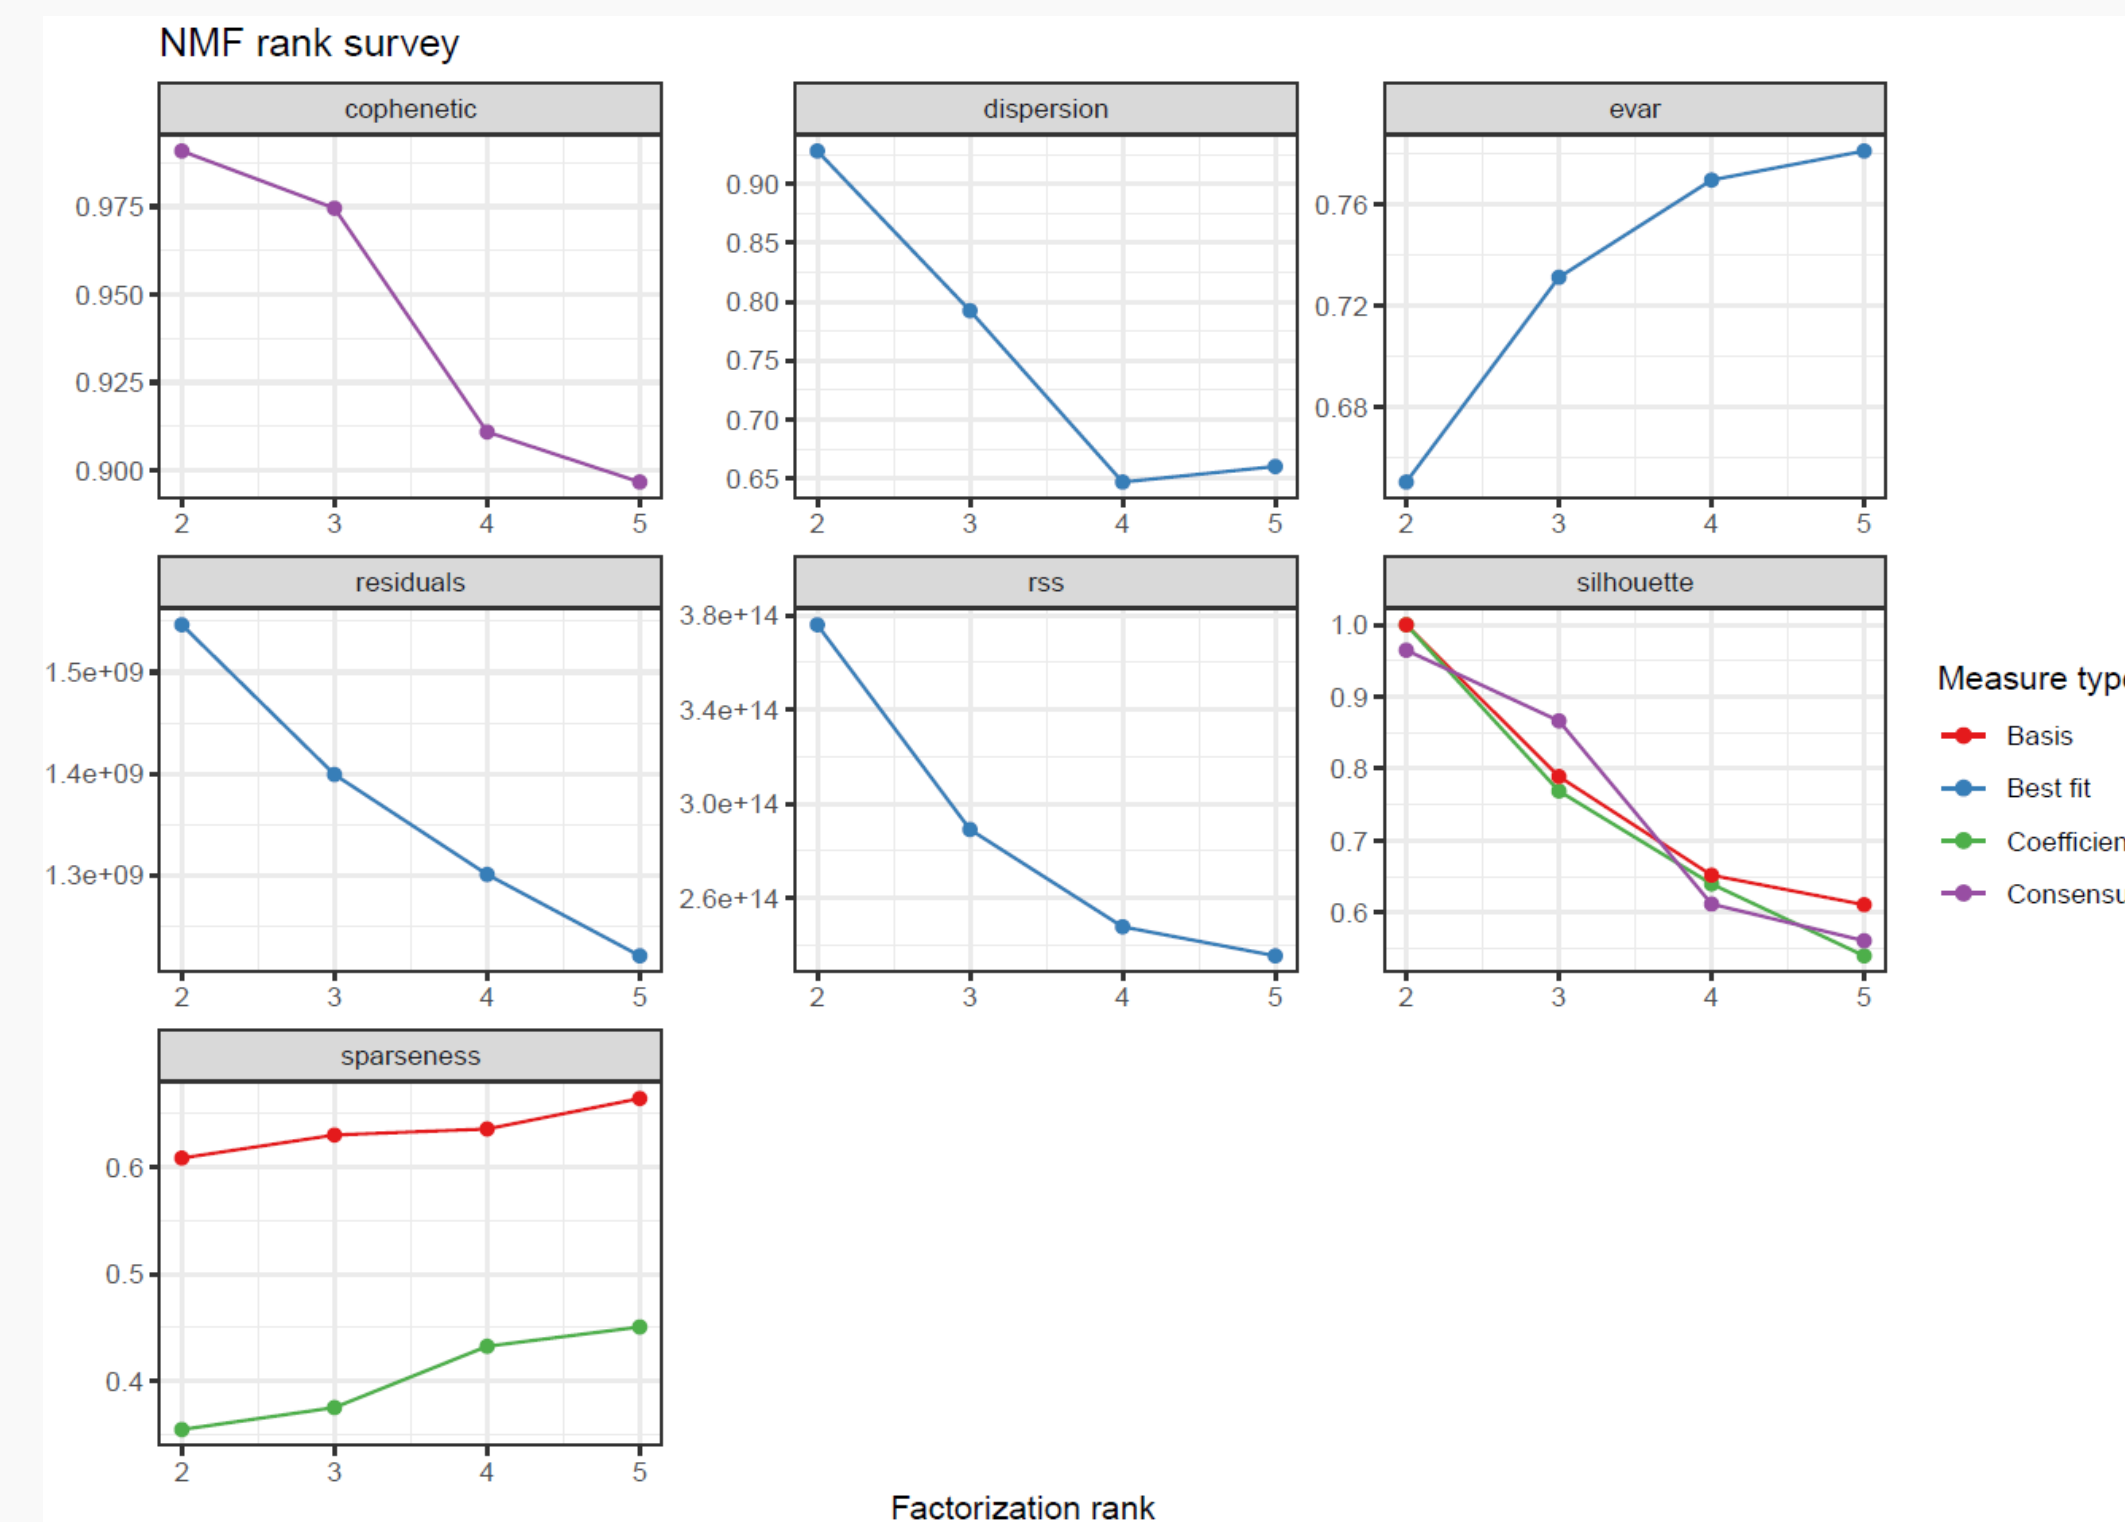 NMF rank survey
cophenetic
0.975
0.950
0.925
0.900
2 3 4 5
dispersion
0.90
0.85
0.80
0.75
0.70
0.65
2 3 4 5
evar
0.76
0.72
0.68
2 3 4 5
residuals
1.5e+09
1.4e+09
1.3e+09
2 3 4 5
rss
3.8e+14
3.4e+14
3.0e+14
2.6e+14
2 3 4 5
silhouette
1.0
0.9
0.8
0.7
0.6
2 3 4 5
Measure type
Basis
Best fit
Coefficien
Consensu
sparseness
0.6
0.5
0.4
2 3 4 5
Factorization rank